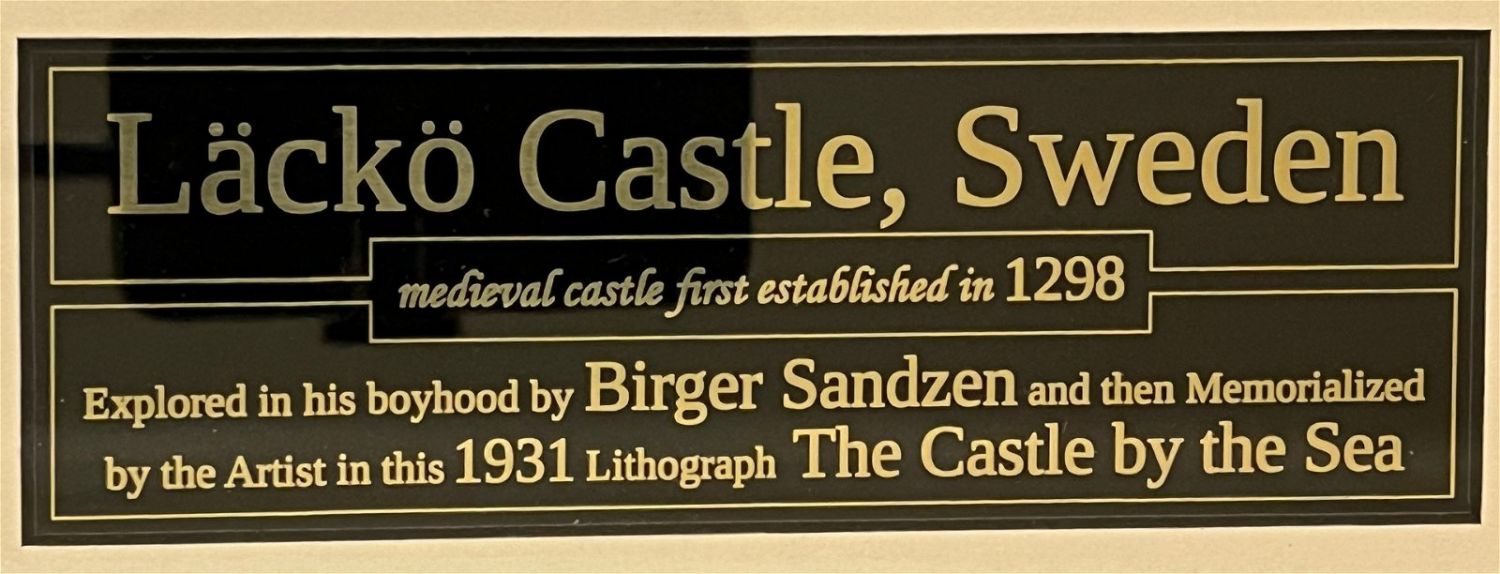 Läckö Castle, Sweden
medieval castle first established in 1298
Explored in his boyhood by Birger Sandzen and then Memorialized
by the Artist in this 1931 Lithograph The Castle by the Sea